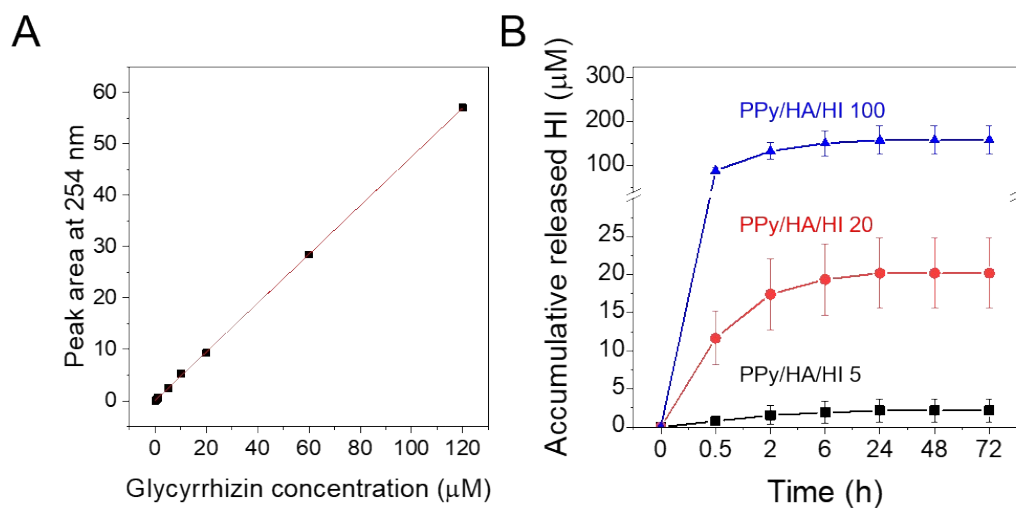 A
Peak area at 254 nm
60
50
40
30
20
10
0
0 20 40 60 80 100 120
Glycyrrhizin concentration (μM)
B
Accumulative released HI (μM)
300
200
100
25
20
15
10
5
0
PPy/HA/HI 100
PPy/HA/HI 20
PPy/HA/HI 5
0 0.5 2 6 24 48 72
Time (h)